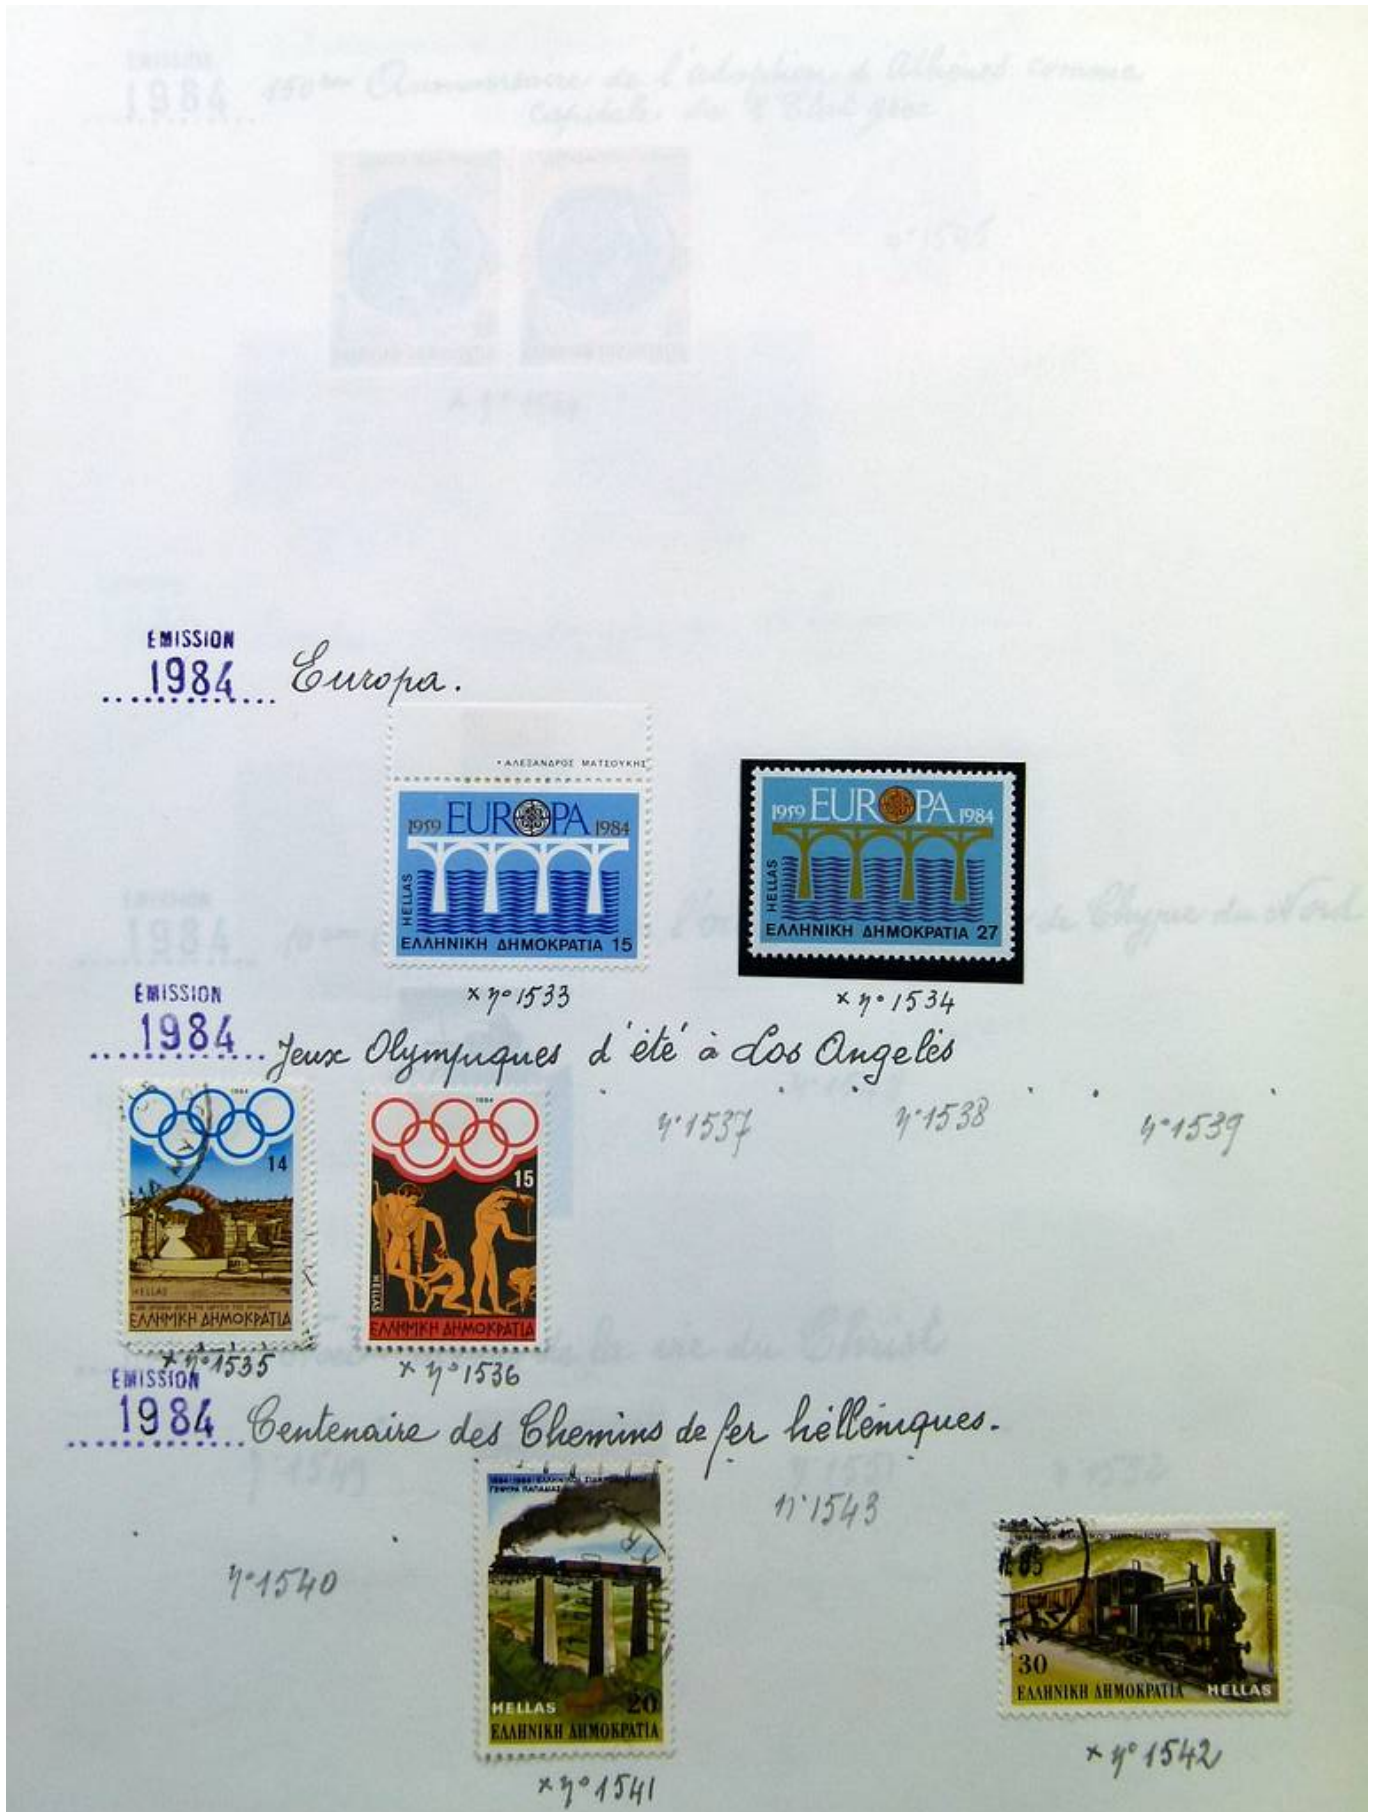 EMISSION
1984 Europa.
• ΑΛΕΞΑΝΔΡΟΣ ΜΑΤΣΟΥΚΗΣ
1959 EUROPA 1984
HELLAS
ΕΛΛΗΝΙΚΗ ΔΗΜΟΚΡΑΤΙΑ 15
1959 EUROPA 1984
HELLAS
ΕΛΛΗΝΙΚΗ ΔΗΜΟΚΡΑΤΙΑ 27
x n° 1533
x n° 1534
EMISSION
1984 Jeux Olympiques d'été à Los Angelès
1984
14
HELLAS
ΕΛΛΗΝΙΚΗ ΔΗΜΟΚΡΑΤΙΑ
1984
15
HELLAS
ΕΛΛΗΝΙΚΗ ΔΗΜΟΚΡΑΤΙΑ
n° 1537
n° 1538
n° 1539
x n° 1535
x n° 1536
EMISSION
1984 Centenaire des Chemins de fer hélléniques.
n° 1540
20
HELLAS
ΕΛΛΗΝΙΚΗ ΔΗΜΟΚΡΑΤΙΑ
n° 1543
30
ΕΛΛΗΝΙΚΗ ΔΗΜΟΚΡΑΤΙΑ HELLAS
x n° 1541
x n° 1542